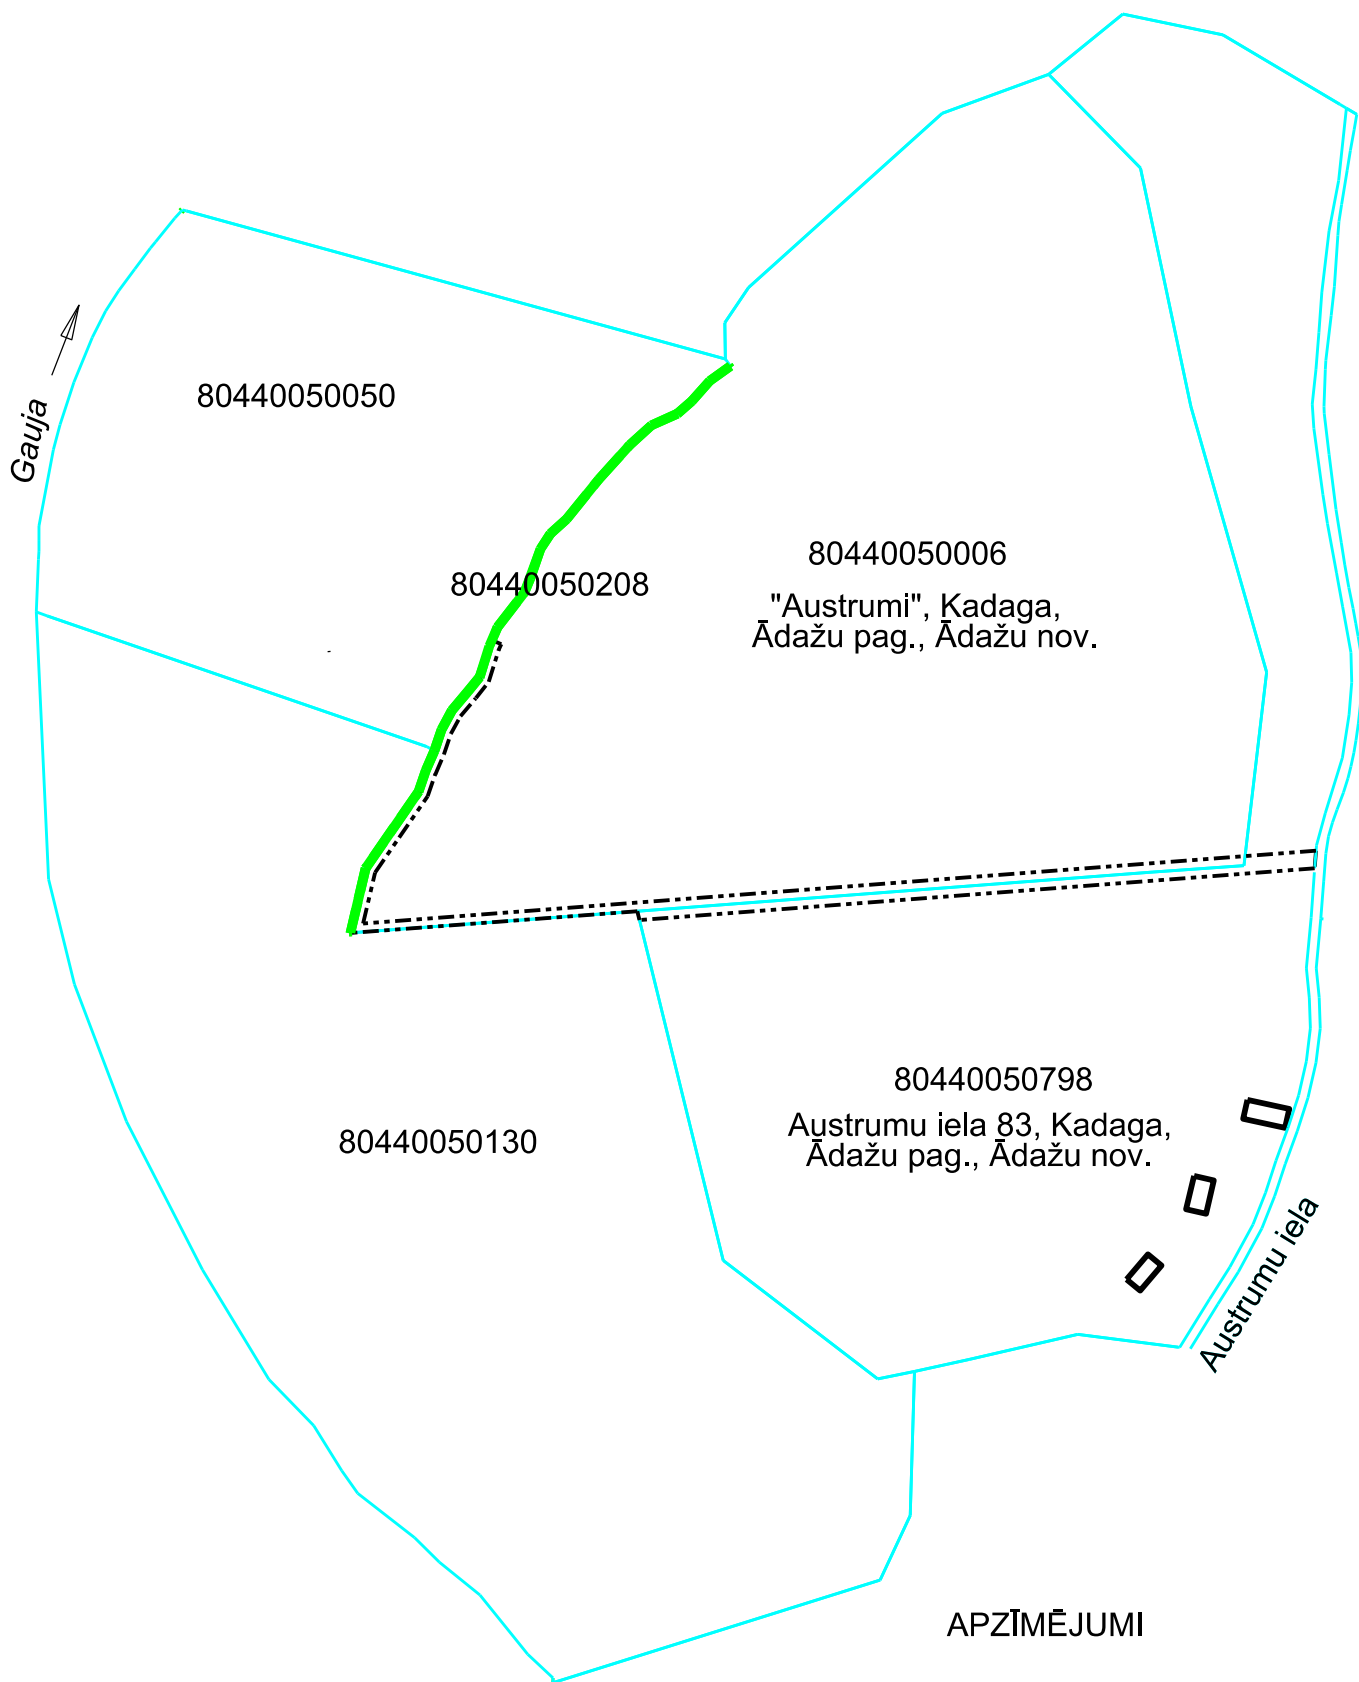 80440050050
Gauja
80440050208
80440050006
"Austrumi", Kadaga,
Ādažu pag., Ādažu nov.
80440050798
Austrumu iela 83, Kadaga,
Ādažu pag., Ādažu nov.
80440050130
Austrumu iela
APZĪMĒJUMI